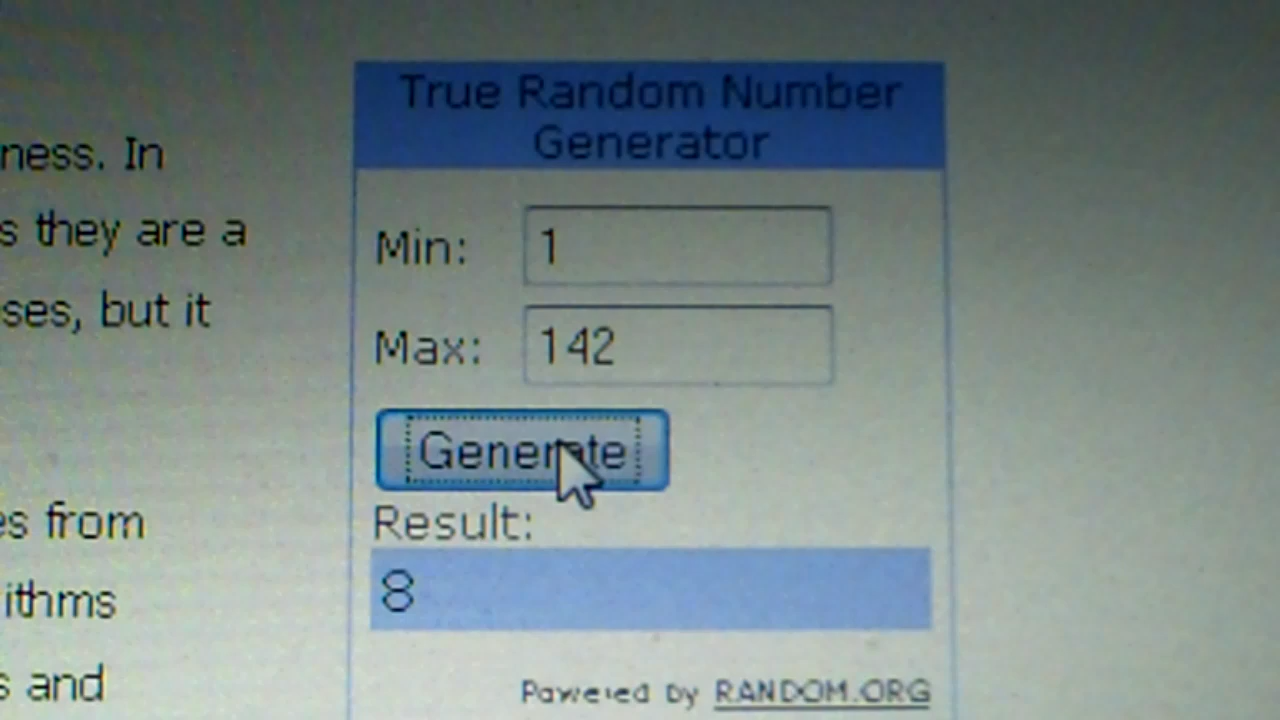 True Random Number
Generator
ness. In
s they are a
ses, but it
es from
ithms
s and
Min: 1
Max: 142
Generate
Result:
8
Powered by RANDOM.ORG